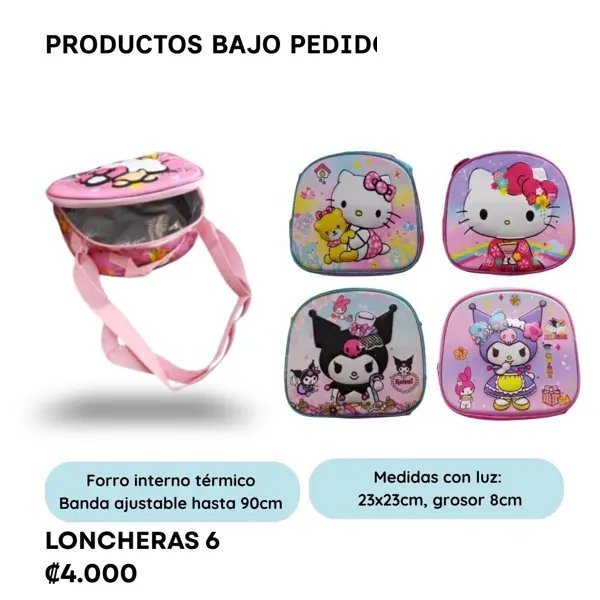 PRODUCTOS BAJO PEDIDO
Forro interno térmico
Banda ajustable hasta 90cm
Medidas con luz:
23x23cm, grosor 8cm
LONCHERAS 6
₡4.000